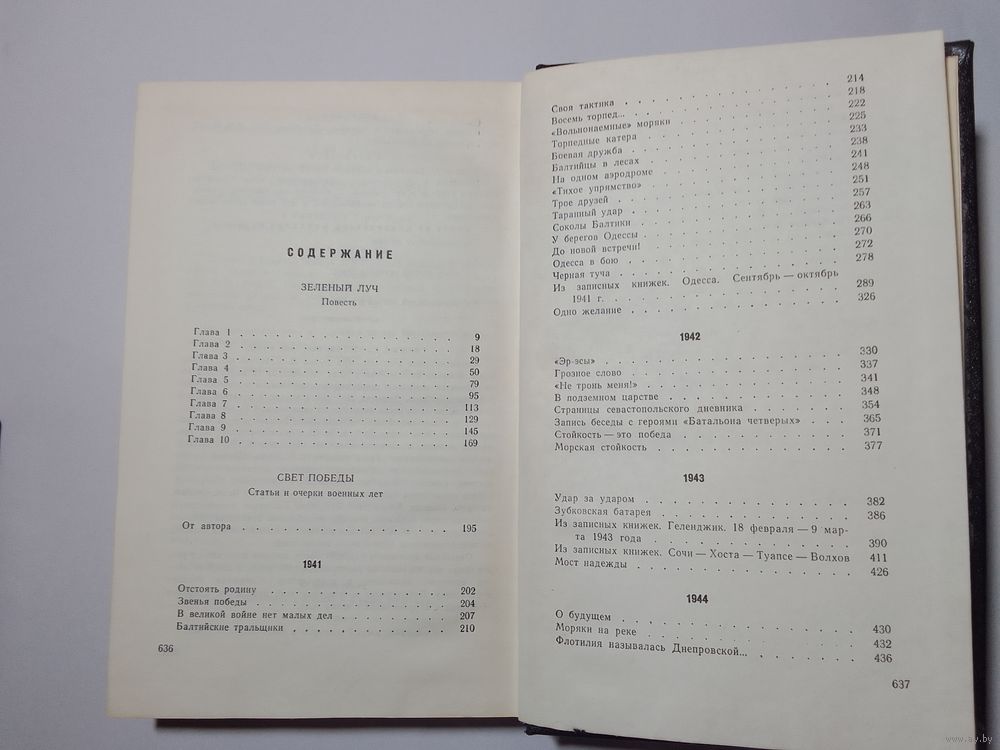 СОДЕРЖАНИЕ
ЗЕЛЕНЫЙ ЛУЧ
Повесть
Глава 1 . . . . . . . . . . . . . . . 9
Глава 2 . . . . . . . . . . . . . . . 18
Глава 3 . . . . . . . . . . . . . . . 29
Глава 4 . . . . . . . . . . . . . . . 50
Глава 5 . . . . . . . . . . . . . . . 79
Глава 6 . . . . . . . . . . . . . . . 95
Глава 7 . . . . . . . . . . . . . . . 113
Глава 8 . . . . . . . . . . . . . . . 129
Глава 9 . . . . . . . . . . . . . . . 145
Глава 10 . . . . . . . . . . . . . . . 169
СВЕТ ПОБЕДЫ
Статьи и очерки военных лет
От автора . . . . . . . . . . . . . . 195
1941
Отстоять родину . . . . . . . . . . . . 202
Звенья победы . . . . . . . . . . . . . 204
В великой войне нет малых дел . . . . . . . . 207
Балтийские тральщики . . . . . . . . . . . 210
636
Своя тактика . . . . . . . . . . . . . 214
Восемь торпед... . . . . . . . . . . . . 218
«Вольнонаемные» моряки . . . . . . . . . . 222
Торпедные катера . . . . . . . . . . . . 225
Боевая дружба . . . . . . . . . . . . . 233
Балтийцы в лесах . . . . . . . . . . . . 238
На одном аэродроме . . . . . . . . . . . 241
«Тихое упрямство» . . . . . . . . . . . . 248
Трое друзей . . . . . . . . . . . . . . 251
Таранный удар . . . . . . . . . . . . . 257
Соколы Балтики . . . . . . . . . . . . . 263
У берегов Одессы . . . . . . . . . . . . 266
До новой встречи! . . . . . . . . . . . . 270
Одесса в бою . . . . . . . . . . . . . 272
Черная туча . . . . . . . . . . . . . . 278
Из записных книжек. Одесса. Сентябрь — октябрь
1941 г. . . . . . . . . . . . . . . . 289
Одно желание . . . . . . . . . . . . . 326
1942
«Эр-эсы» . . . . . . . . . . . . . . . 330
Грозное слово . . . . . . . . . . . . . 337
«Не тронь меня!» . . . . . . . . . . . . 341
В подземном царстве . . . . . . . . . . . 348
Страницы севастопольского дневника . . . . . . 354
Запись беседы с героями «Батальона четверых» . . . 365
Стойкость — это победа . . . . . . . . . . 371
Морская стойкость . . . . . . . . . . . . 377
1943
Удар за ударом . . . . . . . . . . . . . 382
Зубковская батарея . . . . . . . . . . . . 386
Из записных книжек. Геленджик. 18 февраля — 9 мар-
та 1943 года . . . . . . . . . . . . . 390
Из записных книжек. Сочи — Хоста — Туапсе — Волхов 411
Мост надежды . . . . . . . . . . . . . 426
1944
О будущем . . . . . . . . . . . . . . 430
Моряки на реке . . . . . . . . . . . . . 432
Флотилия называлась Днепровской... . . . . . . . 436
637
www.ay.by